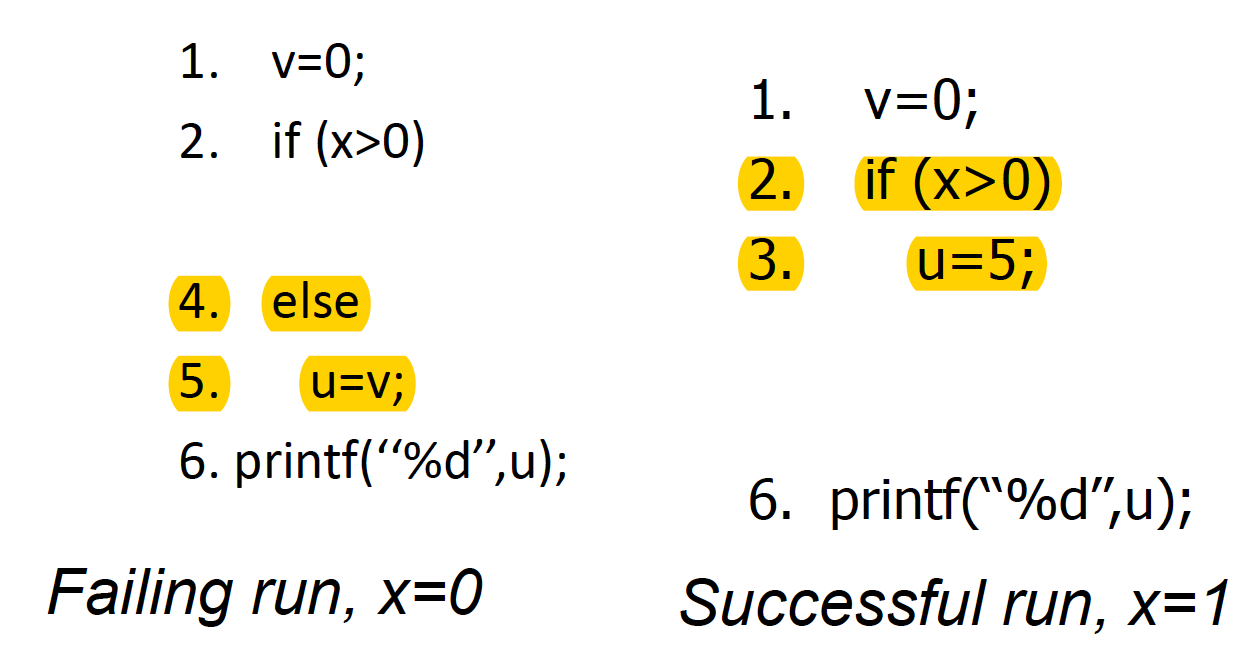 1. v=0;
2. if (x>0)
4. else
5. u=v;
6. printf(‘‘%d’’,u);
Failing run, x=0
1. v=0;
2. if (x>0)
3. u=5;
6. printf(“%d”,u);
Successful run, x=1